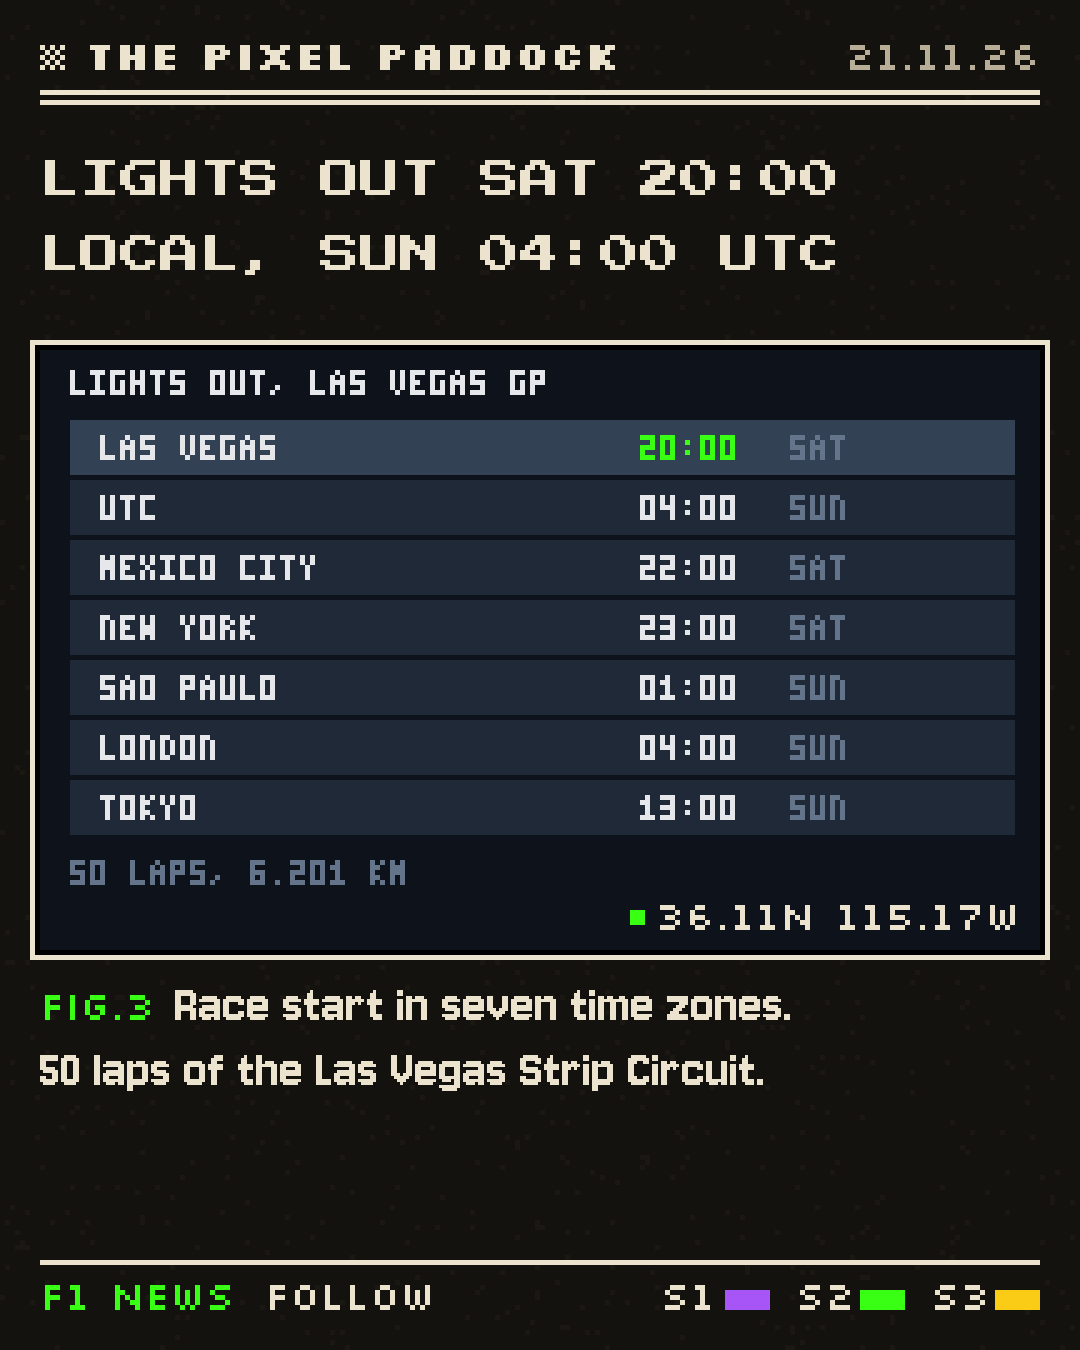 THE PIXEL PADDOCK 21.11.26
LIGHTS OUT SAT 20:00
LOCAL, SUN 04:00 UTC
LIGHTS OUT, LAS VEGAS GP
LAS VEGAS 20:00 SAT
UTC 04:00 SUN
MEXICO CITY 22:00 SAT
NEW YORK 23:00 SAT
SAO PAULO 01:00 SUN
LONDON 04:00 SUN
TOKYO 13:00 SUN
50 LAPS, 6.201 KM
36.11N 115.17W
FIG.3 Race start in seven time zones.
50 laps of the Las Vegas Strip Circuit.
F1 NEWS FOLLOW S1 S2 S3